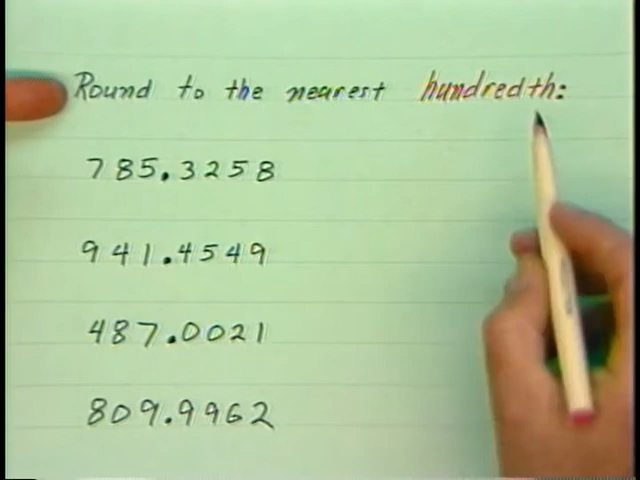 Round to the nearest hundredth:
785.3258
941.4549
487.0021
809.9962